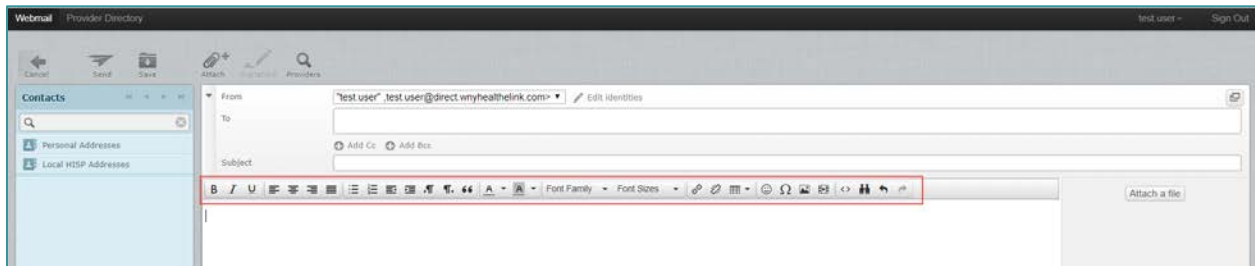 Webmail Provider Directory test user Sign Out
Cancel Send Save Attach Providers
Contacts
Personal Addresses
Local HISP Addresses
From "test user" ,test.user@direct.wnyhealthelink.com> Edit identities
To
Add Cc Add Bcc
Subject
B I U A A Font Family Font Sizes Ω
Attach a file